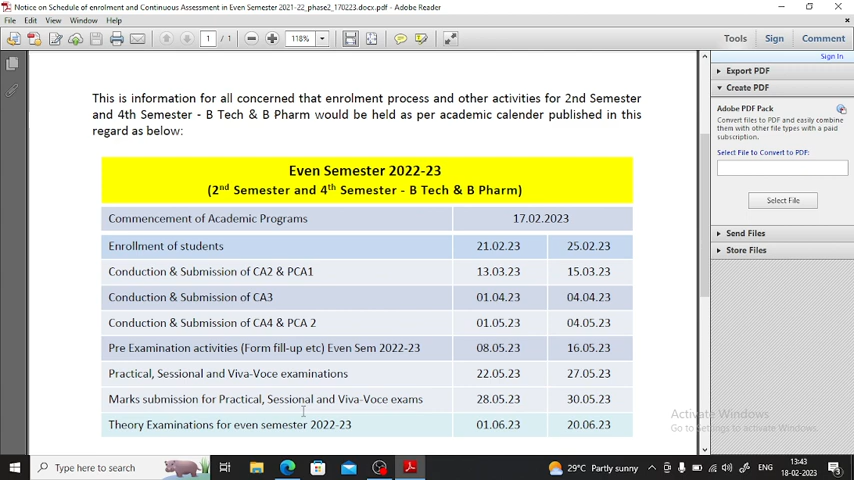 Notice on Schedule of enrolment and Continuous Assessment in Even Semester 2021-22_phase2_170223.docx.pdf - Adobe Reader
File Edit View Window Help
1 / 1 118% Tools Sign Comment
Sign In
Export PDF
Create PDF
Adobe PDF Pack
Convert files to PDF and easily combine
them with other file types with a paid
subscription.
Select File to Convert to PDF:
Select File
Send Files
Store Files
This is information for all concerned that enrolment process and other activities for 2nd Semester
and 4th Semester - B Tech & B Pharm would be held as per academic calender published in this
regard as below:
Even Semester 2022-23
(2nd Semester and 4th Semester - B Tech & B Pharm)
Commencement of Academic Programs 17.02.2023
Enrollment of students 21.02.23 25.02.23
Conduction & Submission of CA2 & PCA1 13.03.23 15.03.23
Conduction & Submission of CA3 01.04.23 04.04.23
Conduction & Submission of CA4 & PCA 2 01.05.23 04.05.23
Pre Examination activities (Form fill-up etc) Even Sem 2022-23 08.05.23 16.05.23
Practical, Sessional and Viva-Voce examinations 22.05.23 27.05.23
Marks submission for Practical, Sessional and Viva-Voce exams 28.05.23 30.05.23
Theory Examinations for even semester 2022-23 01.06.23 20.06.23
Activate Windows
Go to Settings to activate Windows.
Type here to search
29°C Partly sunny
ENG
13:43
18-02-2023
3